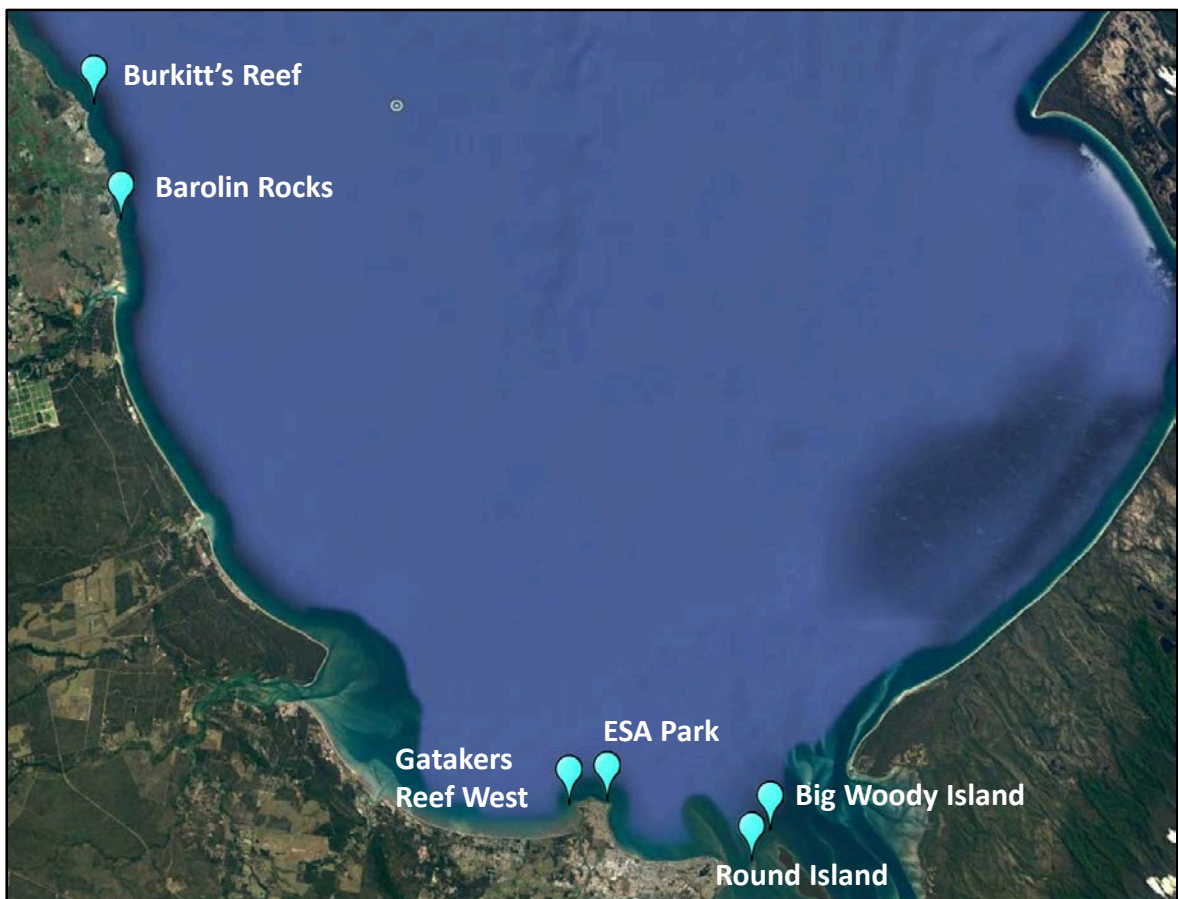 Burkitt’s Reef
Barolin Rocks
ESA Park
Gatakers
Reef West
Big Woody Island
Round Island